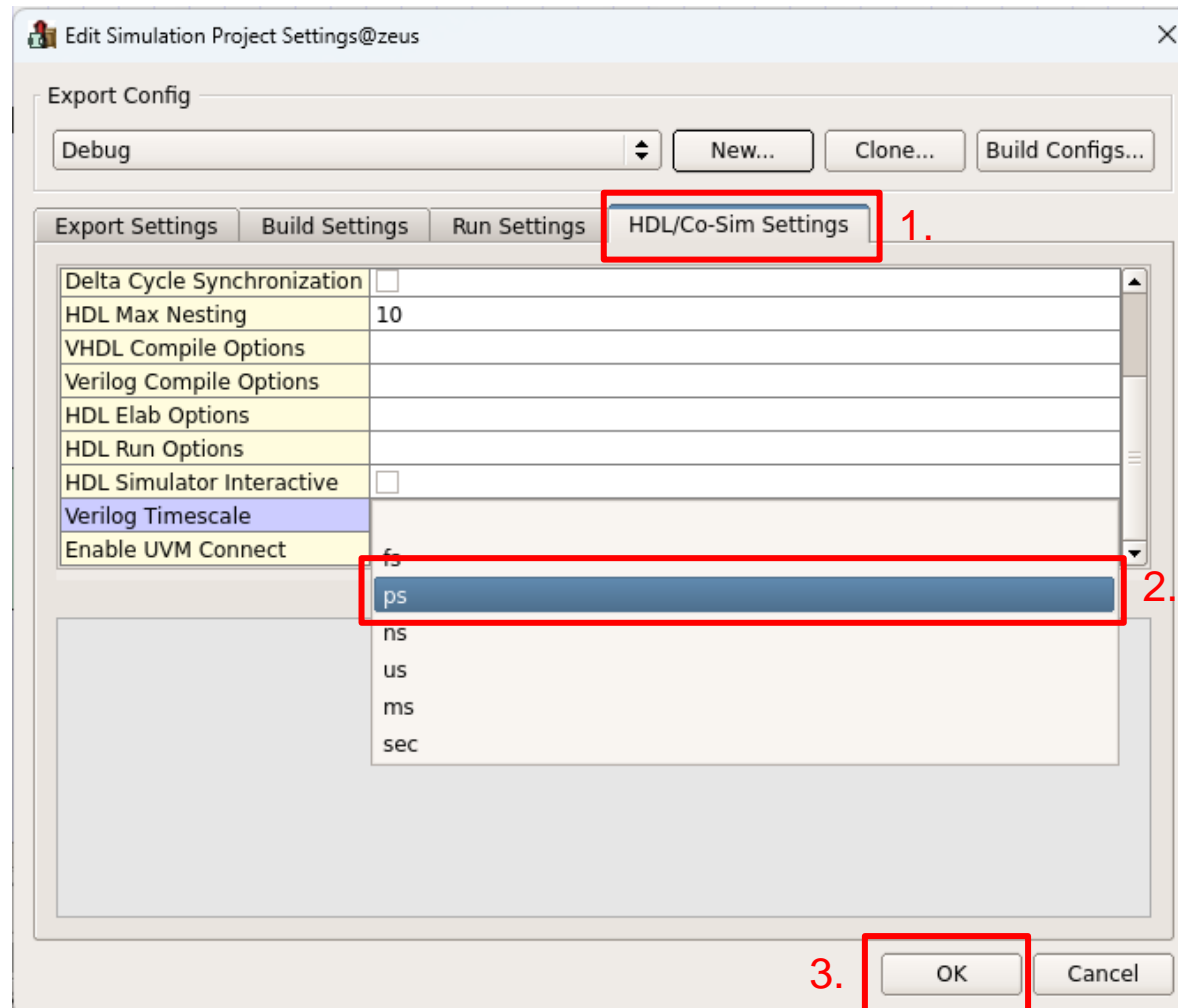 Edit Simulation Project Settings@zeus
Export Config
Debug
New...
Clone...
Build Configs...
Export Settings
Build Settings
Run Settings
HDL/Co-Sim Settings
1.
Delta Cycle Synchronization
HDL Max Nesting
10
VHDL Compile Options
Verilog Compile Options
HDL Elab Options
HDL Run Options
HDL Simulator Interactive
Verilog Timescale
Enable UVM Connect
fs
ps
2.
ns
us
ms
sec
3.
OK
Cancel